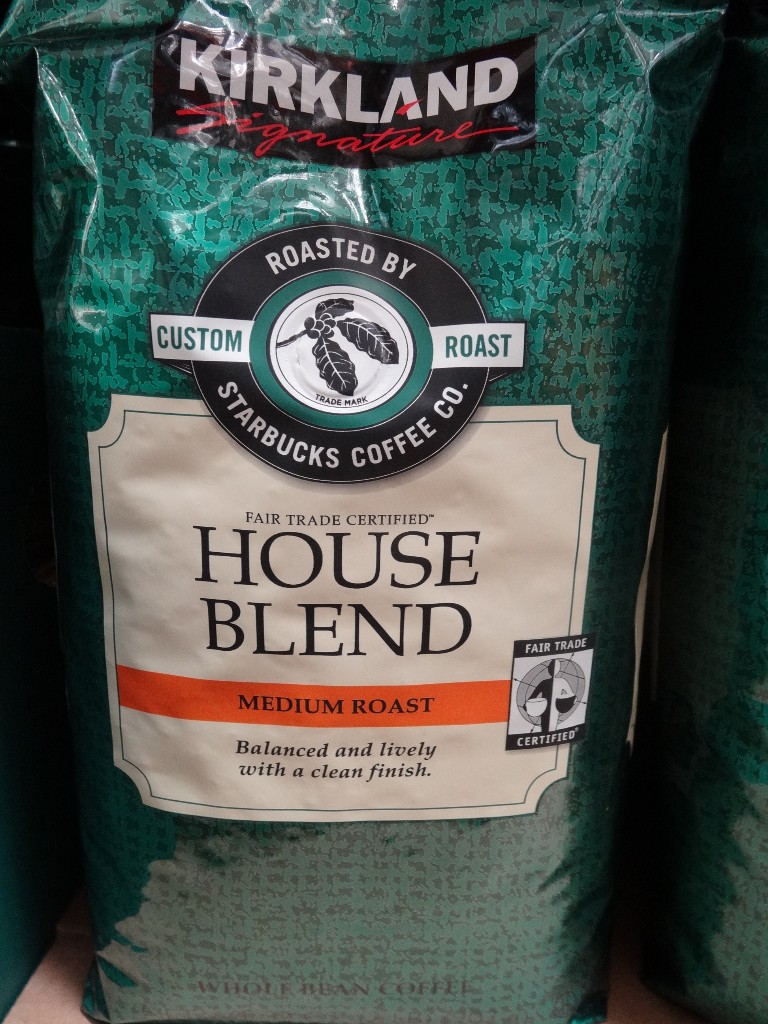 KIRKLAND
Signature
ROASTED BY
CUSTOM ROAST
TRADE MARK
STARBUCKS COFFEE CO.
FAIR TRADE CERTIFIED™
HOUSE
BLEND
MEDIUM ROAST
Balanced and lively
with a clean finish.
FAIR TRADE
CERTIFIED®
WHOLE BEAN COFFEE